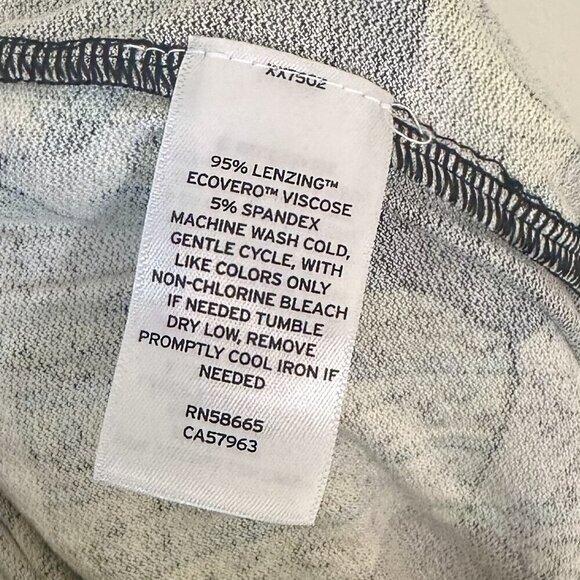 XX7502
95% LENZING™
ECOVERO™ VISCOSE
5% SPANDEX
MACHINE WASH COLD,
GENTLE CYCLE, WITH
LIKE COLORS ONLY
NON-CHLORINE BLEACH
IF NEEDED TUMBLE
DRY LOW, REMOVE
PROMPTLY COOL IRON IF
NEEDED
RN58665
CA57963